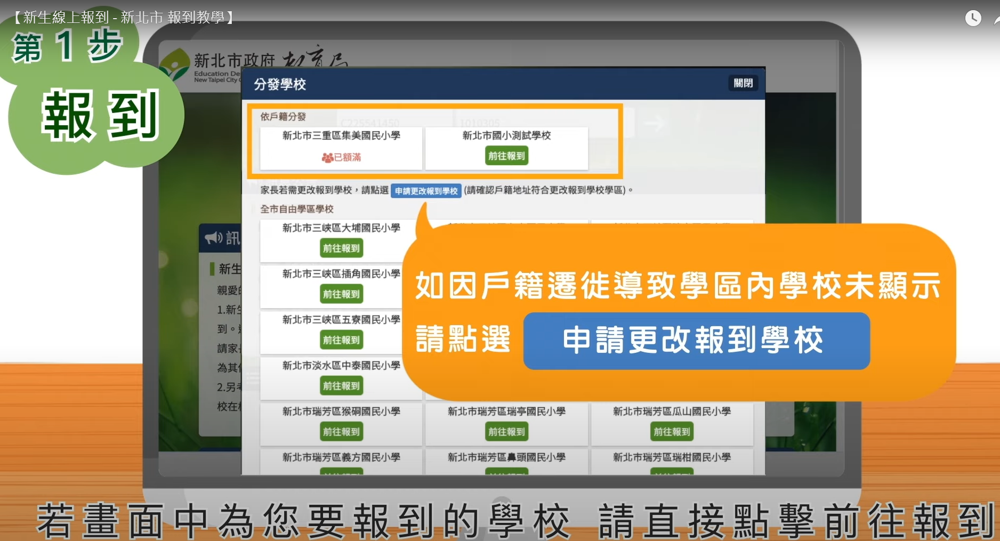 【新生線上報到 - 新北市 報到教學】
第1步
報到
新北市政府 教育局
Education De
New Taipei City
分發學校
關閉
依戶籍分發
C225541450
1010305
新北市三重區集美國民小學
已額滿
新北市國小測試學校
前往報到
家長若需更改報到學校，請點選 申請更改報到學校 (請確認戶籍地址符合更改報到學校學區)。
全市自由學區學校
新北市三峽區大埔國民小學
前往報到
新北市三峽區插角國民小學
前往報到
新北市三峽區五寮國民小學
前往報到
新北市淡水區中泰國民小學
前往報到
如因戶籍遷徙導致學區內學校未顯示
請點選 申請更改報到學校
訊
新生
親愛
1.新生
到。
請家
為其
2.另
校在
新北市瑞芳區猴硐國民小學
前往報到
新北市瑞芳區瑞亭國民小學
前往報到
新北市瑞芳區瓜山國民小學
前往報到
新北市瑞芳區義方國民小學
新北市瑞芳區鼻頭國民小學
新北市瑞芳區瑞柑國民小學
若畫面中為您要報到的學校 請直接點擊前往報到